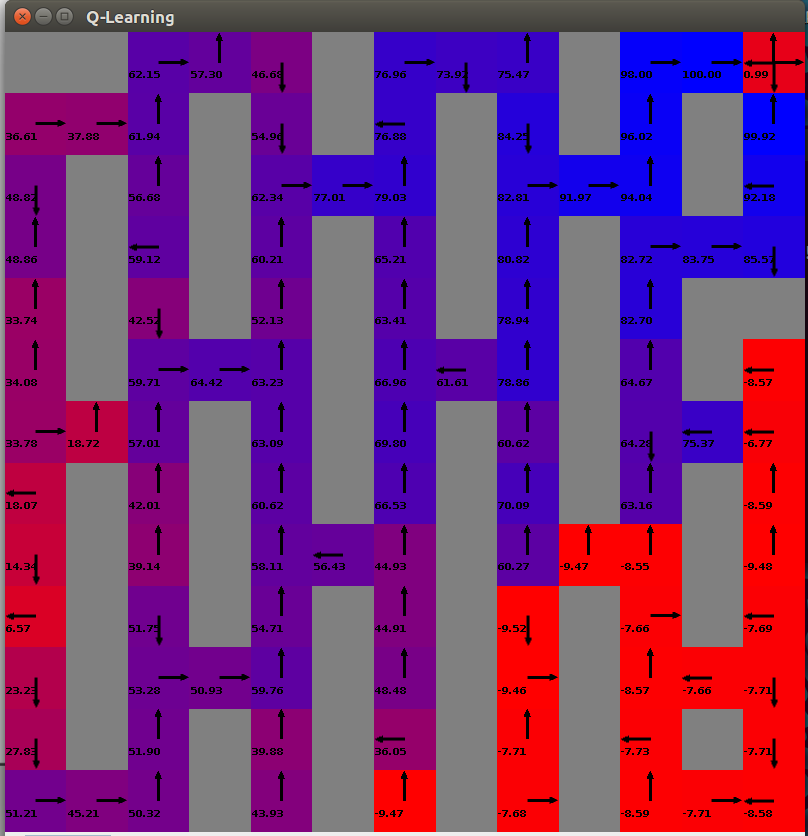 Q-Learning
62.15 57.30 46.68 76.96 73.92 75.47 98.00 100.00 0.99
36.61 37.88 61.94 54.96 76.88 84.25 96.02 99.92
48.82 56.68 62.34 77.01 79.03 82.81 91.97 94.04 92.18
48.86 59.12 60.21 65.21 80.82 82.72 83.75 85.57
33.74 42.52 52.13 63.41 78.94 82.70
34.08 59.71 64.42 63.23 66.96 61.61 78.86 64.67 -8.57
33.78 18.72 57.01 63.09 69.80 60.62 64.28 75.37 -6.77
18.07 42.01 60.62 66.53 70.09 63.16 -8.59
14.34 39.14 58.11 56.43 44.93 60.27 -9.47 -8.55 -9.48
6.57 51.75 54.71 44.91 -9.52 -7.66 -7.69
23.23 53.28 50.93 59.76 48.48 -9.46 -8.57 -7.66 -7.71
27.83 51.90 39.88 36.05 -7.71 -7.73 -7.71
51.21 45.21 50.32 43.93 -9.47 -7.68 -8.59 -7.71 -8.58